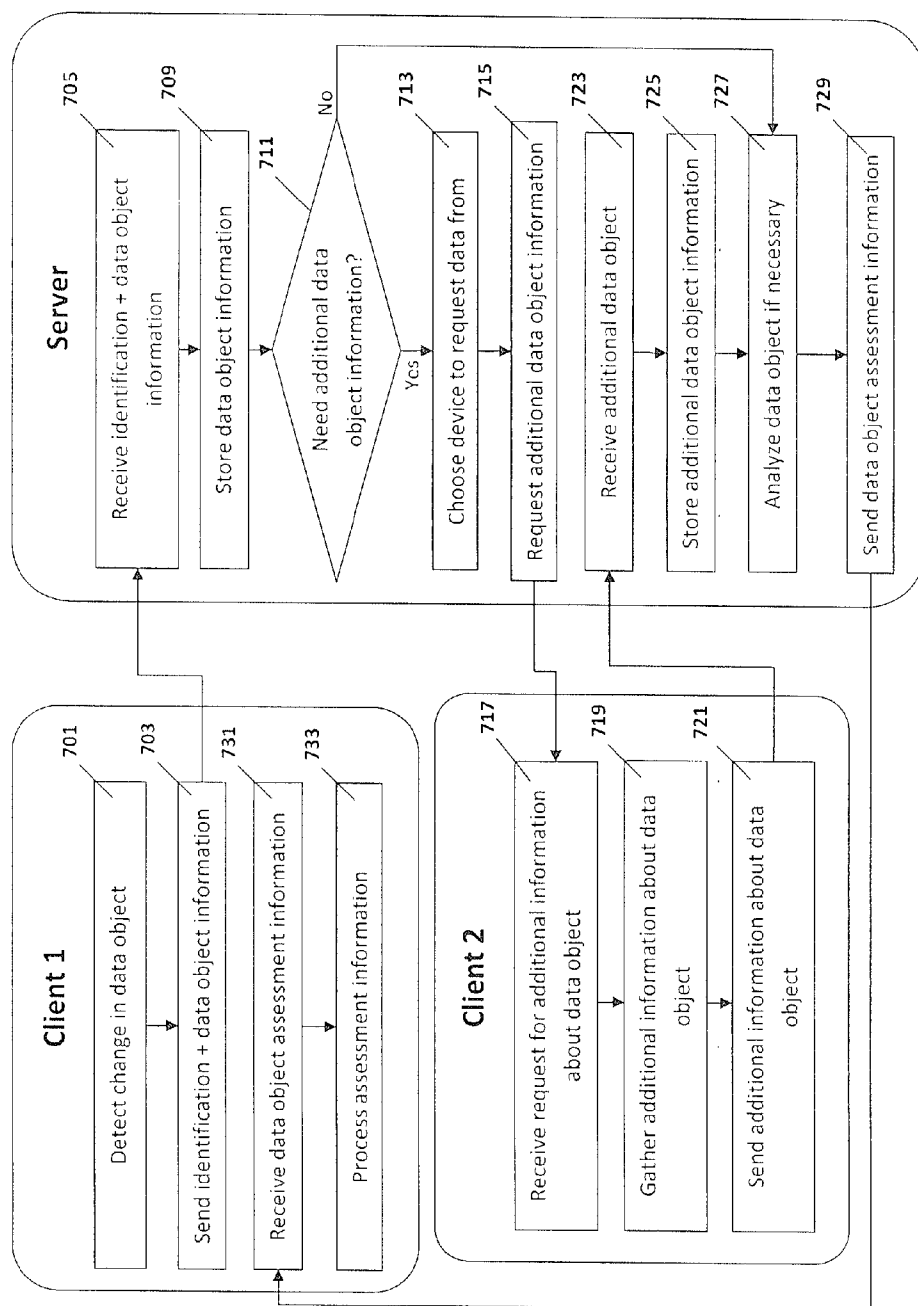 Client 1
701
Detect change in data object
703
Send identification + data object information
731
Receive data object assessment information
733
Process assessment information
Client 2
717
Receive request for additional information
about data object
719
Gather additional information about data
object
721
Send additional information about data
object
Server
705
Receive identification + data object
information
709
Store data object information
711
Need additional data
object information?
No
Yes
713
Choose device to request data from
715
Request additional data object information
723
Receive additional data object
725
Store additional data object information
727
Analyze data object if necessary
729
Send data object assessment information